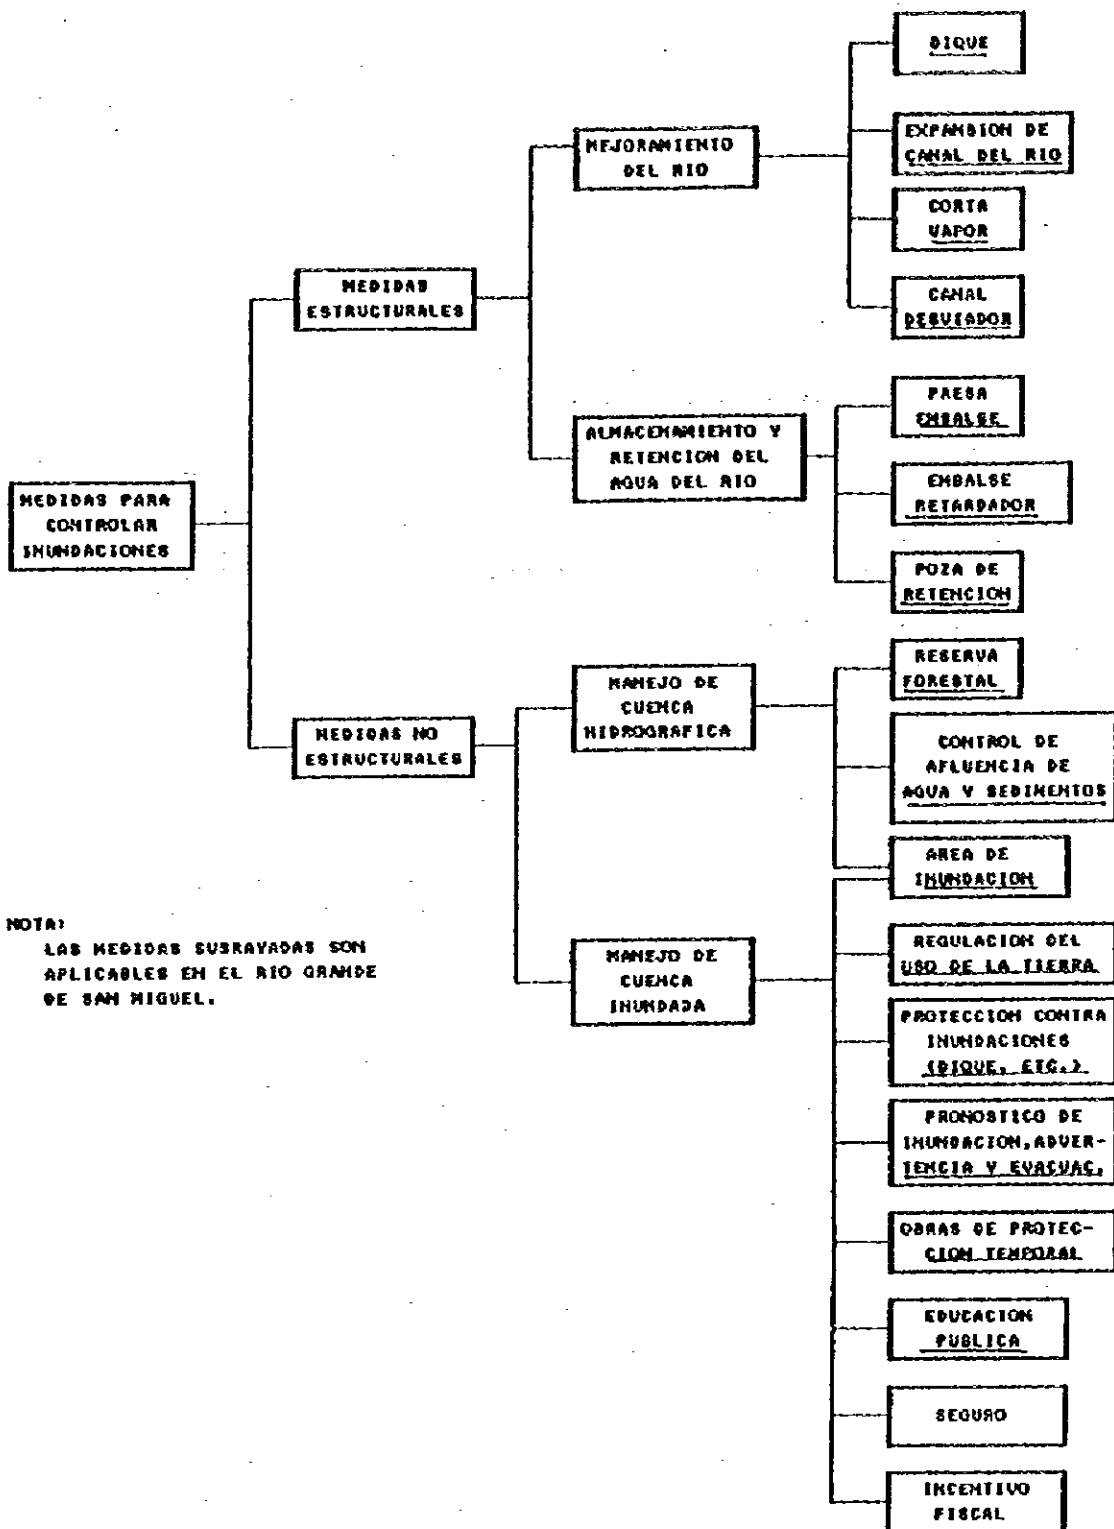 DIQUE
EXPANSION DE
CANAL DEL RIO
MEJORAMIENTO
DEL RIO
CORTA
VAPOR
MEDIDAS
ESTRUCTURALES
CANAL
DESVIADOR
PRESA
EMBALSE
ALMACENAMIENTO Y
RETENCION DEL
AGUA DEL RIO
EMBALSE
RETARDADOR
MEDIDAS PARA
CONTROLAR
INUNDACIONES
POZA DE
RETENCION
RESERVA
FORESTAL
MANEJO DE
CUENCA
HIDROGRAFICA
MEDIDAS NO
ESTRUCTURALES
CONTROL DE
AFLUENCIA DE
AGUA Y SEDIMENTOS
AREA DE
INUNDACION
NOTA:
LAS MEDIDAS SUBRAYADAS SON
APLICABLES EN EL RIO GRANDE
DE SAN MIGUEL.
MANEJO DE
CUENCA
INUNDADA
REGULACION DEL
USO DE LA TIERRA
PROTECCION CONTRA
INUNDACIONES
(DIQUE, ETC.)
PRONOSTICO DE
INUNDACION, ADVER-
TENCIA Y EVACUAC.
OBRAS DE PROTEC-
CION TEMPORAL
EDUCACION
PUBLICA
SEGURO
INCENTIVO
FISCAL